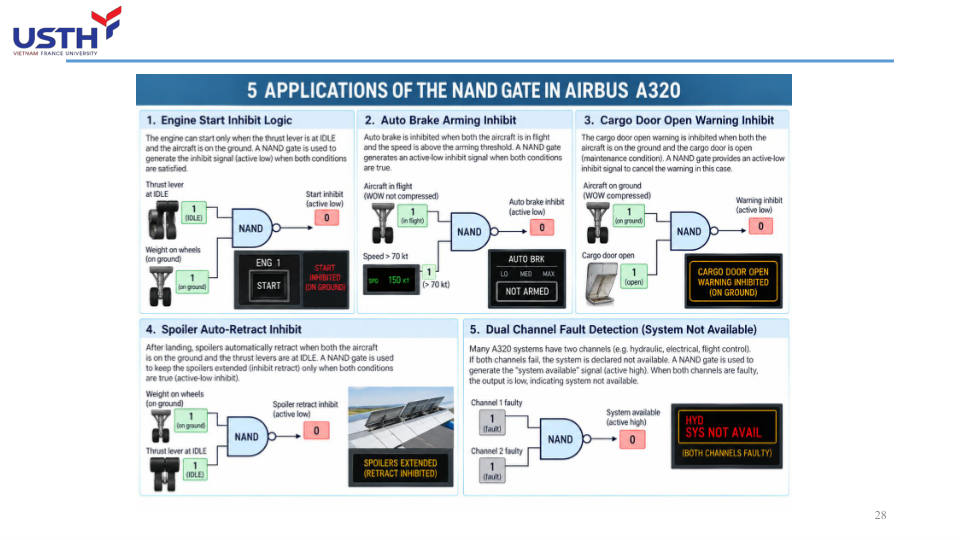 USTH
VIETNAM FRANCE UNIVERSITY
5 APPLICATIONS OF THE NAND GATE IN AIRBUS A320
1. Engine Start Inhibit Logic
The engine can start only when the thrust lever is at IDLE
and the aircraft is on the ground. A NAND gate is used to
generate the inhibit signal (active low) when both conditions
are satisfied.
Thrust lever
at IDLE
1
(IDLE)
Weight on wheels
(on ground)
1
(on ground)
NAND
Start inhibit
(active low)
0
ENG 1
START
START
INHIBITED
(ON GROUND)
2. Auto Brake Arming Inhibit
Auto brake is inhibited when both the aircraft is in flight
and the speed is above the arming threshold. A NAND gate
generates an active-low inhibit signal when both conditions
are true.
Aircraft in flight
(WOW not compressed)
1
(in flight)
Speed > 70 kt
SPD 150 KT
1
(> 70 kt)
NAND
Auto brake inhibit
(active low)
0
AUTO BRK
LO MED MAX
NOT ARMED
3. Cargo Door Open Warning Inhibit
The cargo door open warning is inhibited when both the
aircraft is on the ground and the cargo door is open
(maintenance condition). A NAND gate provides an active-low
inhibit signal to cancel the warning in this case.
Aircraft on ground
(WOW compressed)
1
(on ground)
Cargo door open
1
(open)
NAND
Warning inhibit
(active low)
0
CARGO DOOR OPEN
WARNING INHIBITED
(ON GROUND)
4. Spoiler Auto-Retract Inhibit
After landing, spoilers automatically retract when both the aircraft
is on the ground and the thrust levers are at IDLE. A NAND gate is used
to keep the spoilers extended (inhibit retract) only when both conditions
are true (active-low inhibit).
Weight on wheels
(on ground)
1
(on ground)
Thrust lever at IDLE
1
(IDLE)
NAND
Spoiler retract inhibit
(active low)
0
SPOILERS EXTENDED
(RETRACT INHIBITED)
5. Dual Channel Fault Detection (System Not Available)
Many A320 systems have two channels (e.g. hydraulic, electrical, flight control).
If both channels fail, the system is declared not available. A NAND gate is used to
generate the "system available" signal (active high). When both channels are faulty,
the output is low, indicating system not available.
Channel 1 faulty
1
(fault)
Channel 2 faulty
1
(fault)
NAND
System available
(active high)
0
HYD
SYS NOT AVAIL
(BOTH CHANNELS FAULTY)
28